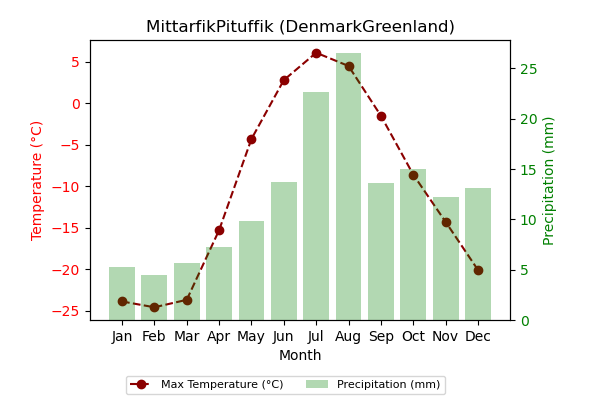 MittarfikPituffik (DenmarkGreenland)
5
0
−5
−10
−15
−20
−25
Temperature (°C)
25
20
15
10
5
0
Precipitation (mm)
Jan Feb Mar Apr May Jun Jul Aug Sep Oct Nov Dec
Month
Max Temperature (°C) Precipitation (mm)